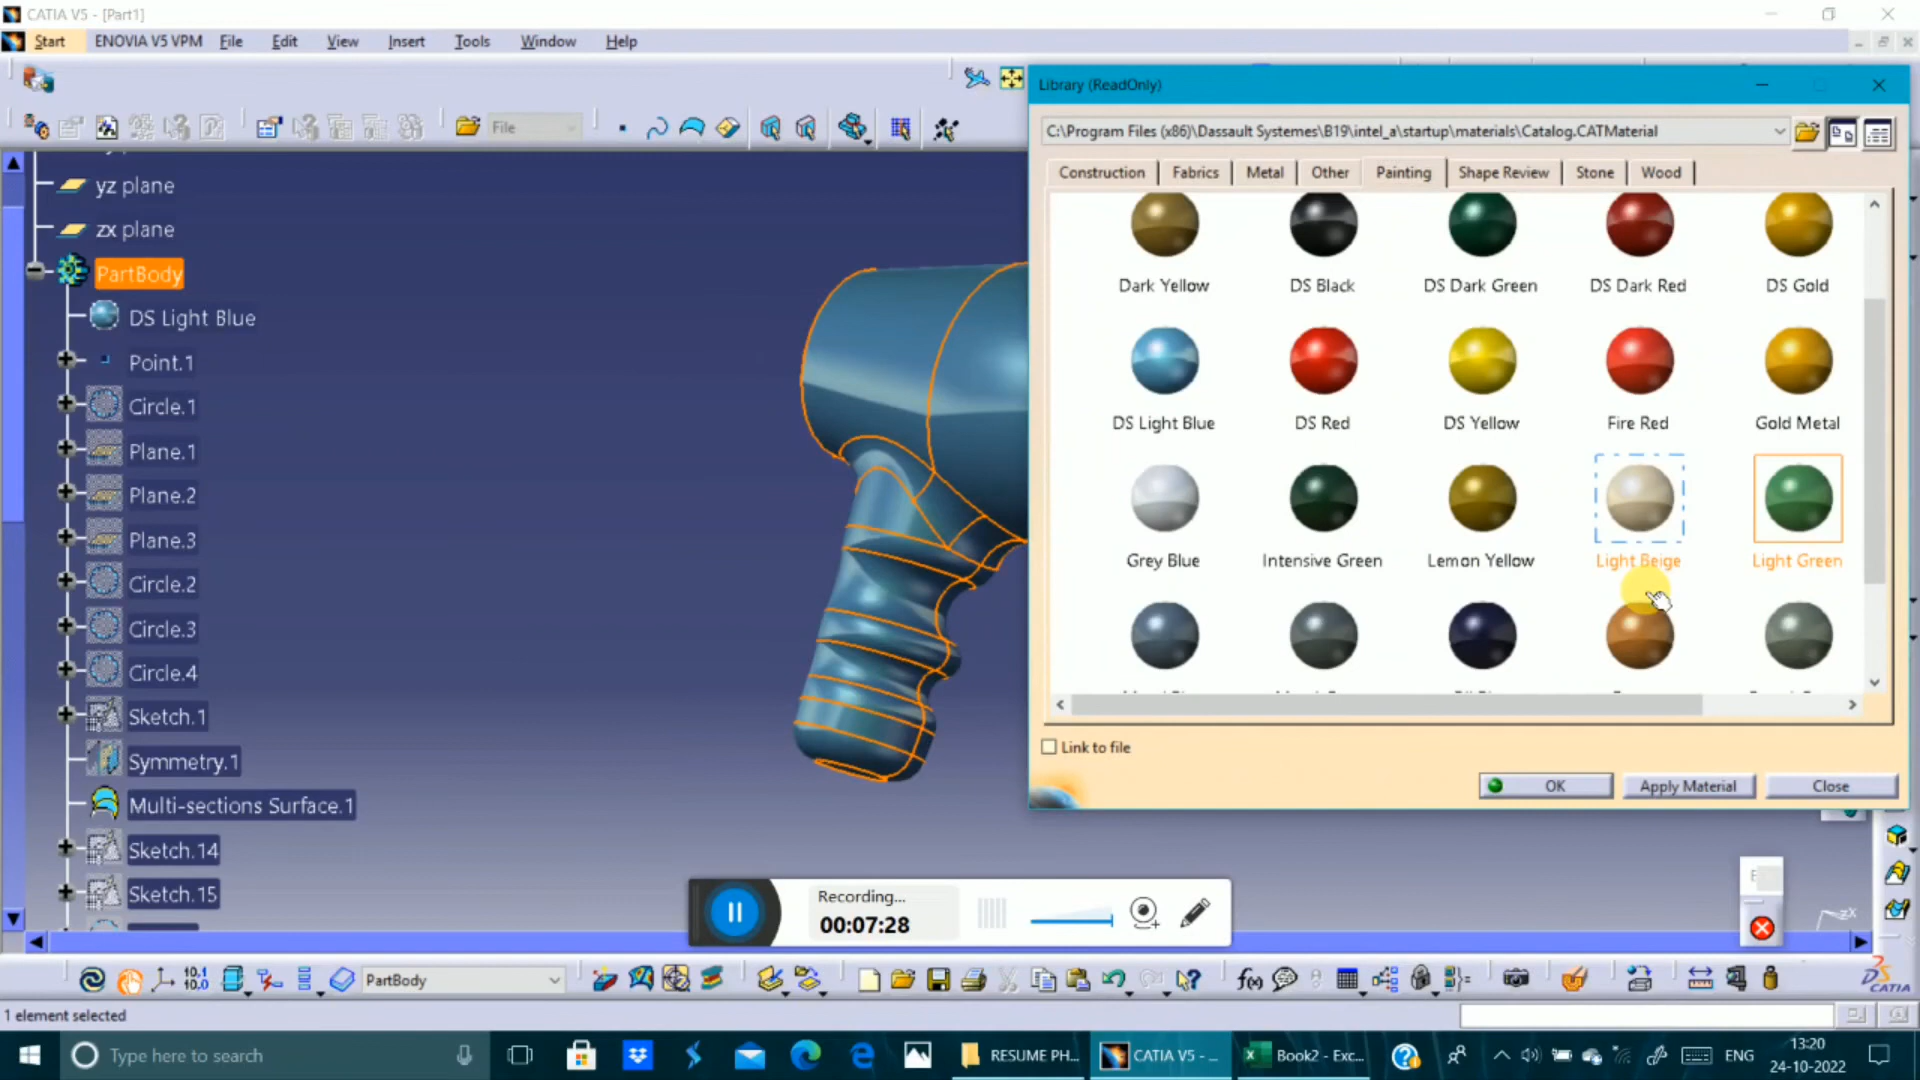 CATIA V5 - [Part1]
Start ENOVIA V5 VPM File Edit View Insert Tools Window Help
File
yz plane
zx plane
PartBody
DS Light Blue
Point.1
Circle.1
Plane.1
Plane.2
Plane.3
Circle.2
Circle.3
Circle.4
Sketch.1
Symmetry.1
Multi-sections Surface.1
Sketch.14
Sketch.15
Library (ReadOnly)
C:\Program Files (x86)\Dassault Systemes\B19\intel_a\startup\materials\Catalog.CATMaterial
Construction Fabrics Metal Other Painting Shape Review Stone Wood
Dark Yellow DS Black DS Dark Green DS Dark Red DS Gold
DS Light Blue DS Red DS Yellow Fire Red Gold Metal
Grey Blue Intensive Green Lemon Yellow Light Beige Light Green
Link to file
OK Apply Material Close
Recording...
00:07:28
PartBody
10,1
10,0
f(x)
CATIA
1 element selected
Type here to search
RESUME PH... CATIA V5 - ... Book2 - Exc...
ENG
13:20
24-10-2022